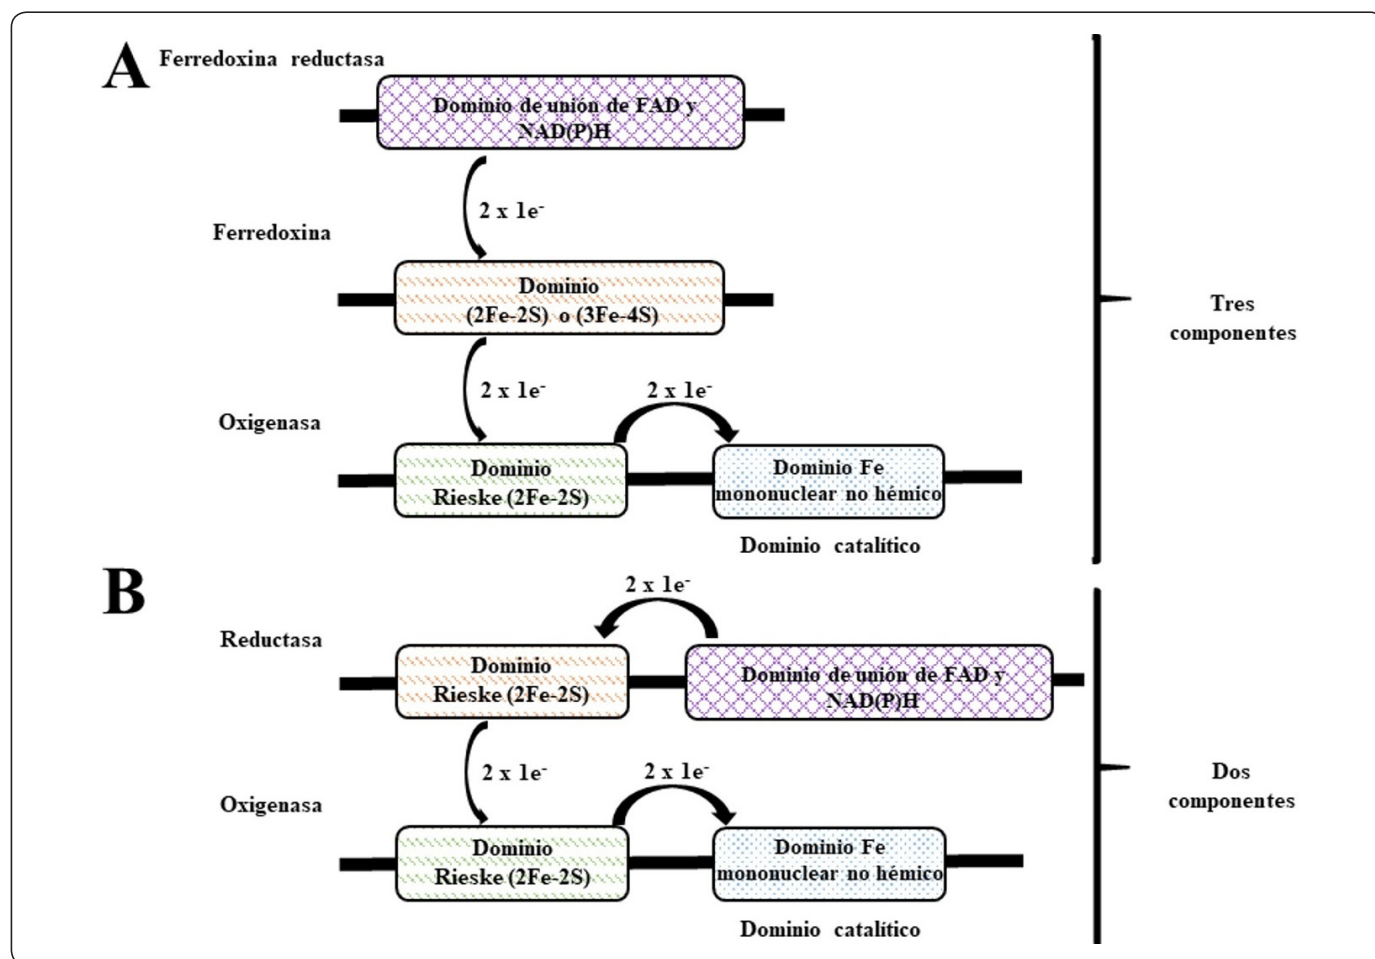 A
Ferredoxina reductasa
Dominio de unión de FAD y
NAD(P)H
2 x 1e-
Ferredoxina
Dominio
(2Fe-2S) o (3Fe-4S)
Tres
componentes
2 x 1e-
2 x 1e-
Oxigenasa
Dominio
Rieske (2Fe-2S)
Dominio Fe
mononuclear no hémico
Dominio catalítico
B
2 x 1e-
Reductasa
Dominio
Rieske (2Fe-2S)
Dominio de unión de FAD y
NAD(P)H
2 x 1e-
2 x 1e-
Dos
componentes
Oxigenasa
Dominio
Rieske (2Fe-2S)
Dominio Fe
mononuclear no hémico
Dominio catalítico